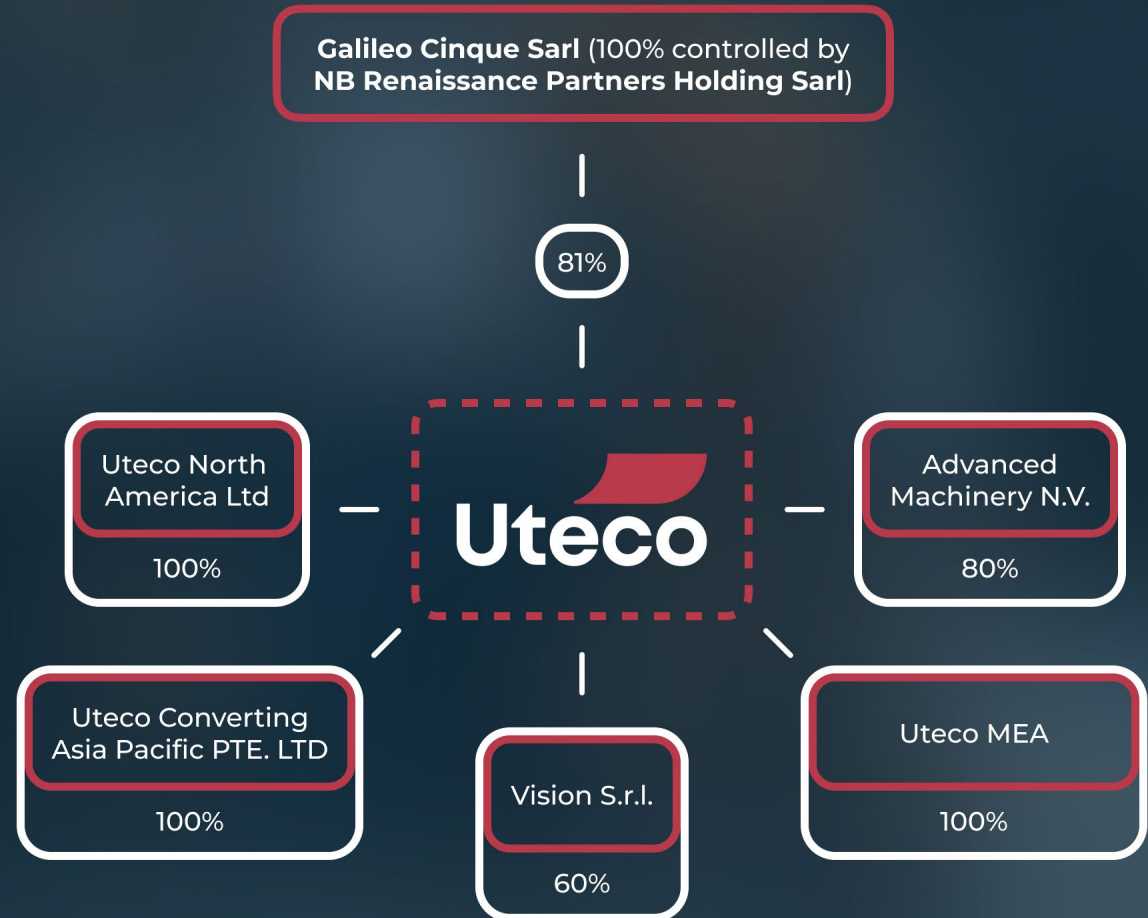 Galileo Cinque Sarl (100% controlled by
NB Renaissance Partners Holding Sarl)
81%
Uteco
Uteco North
America Ltd
100%
Advanced
Machinery N.V.
80%
Uteco Converting
Asia Pacific PTE. LTD
100%
Vision S.r.l.
60%
Uteco MEA
100%